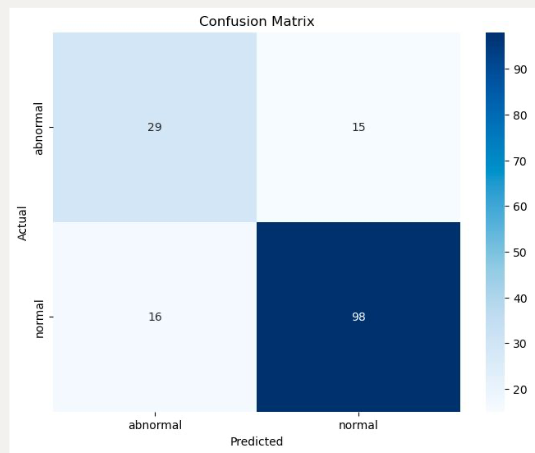 Confusion Matrix
abnormal
29
15
90
80
70
60
50
40
30
20
Actual
normal
16
98
abnormal
normal
Predicted